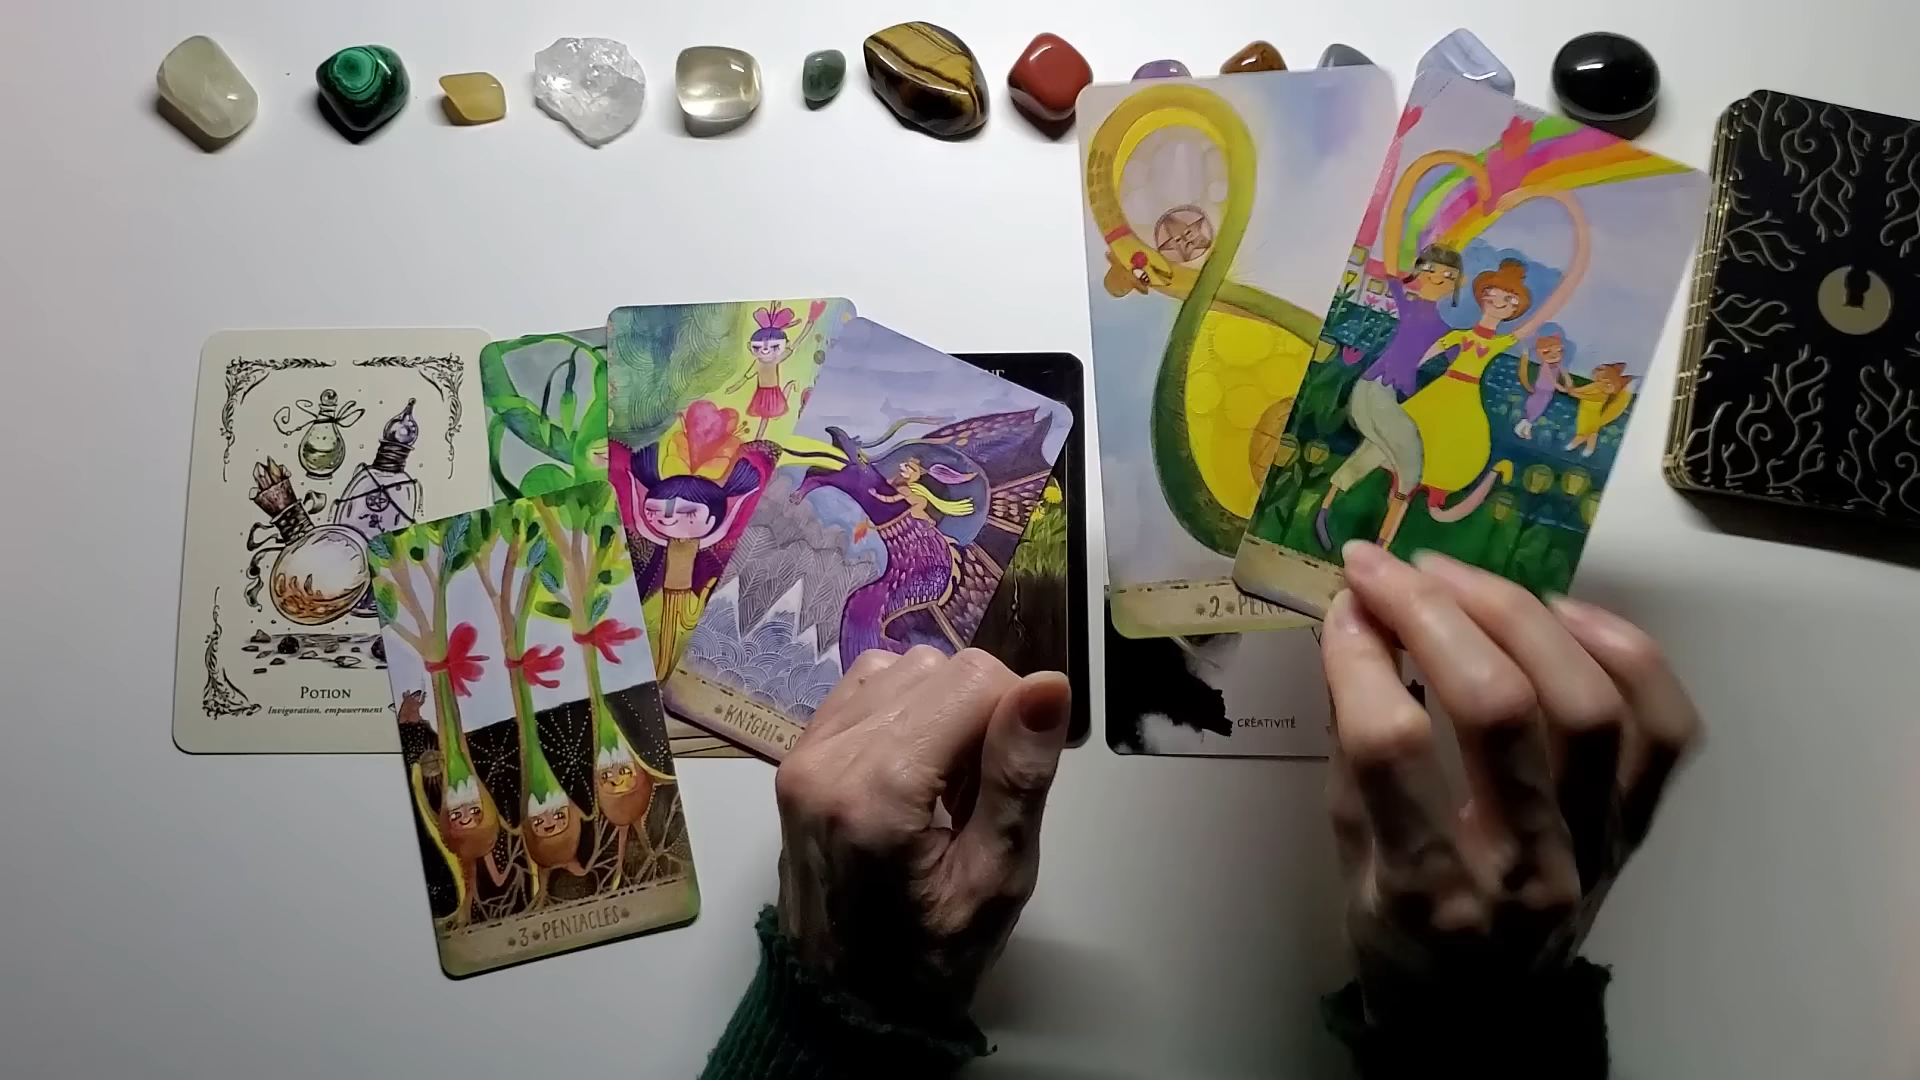 POTION
Invigoration, empowerment
3 PENTACLES
KNIGHT
2
CRÉATIVITÉ